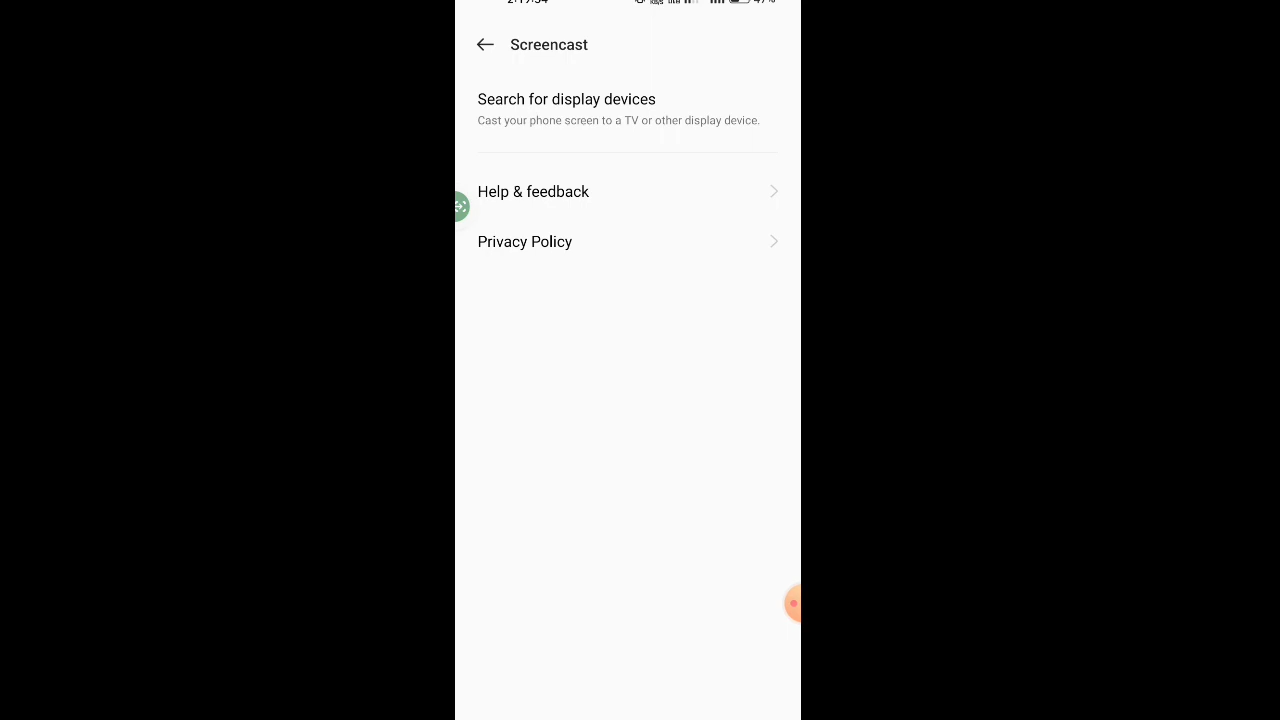 Screencast
Search for display devices
Cast your phone screen to a TV or other display device.
Help & feedback
Privacy Policy